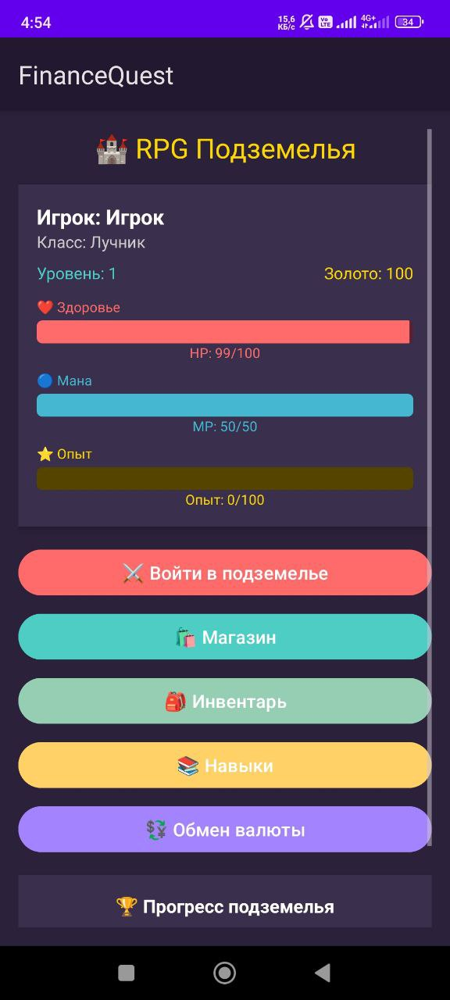 4:54
15,6
КБ/с
Vo
LTE
4G+
34
FinanceQuest
RPG Подземелья
Игрок: Игрок
Класс: Лучник
Уровень: 1
Золото: 100
Здоровье
HP: 99/100
Мана
MP: 50/50
Опыт
Опыт: 0/100
Войти в подземелье
Магазин
Инвентарь
Навыки
Обмен валюты
Прогресс подземелья